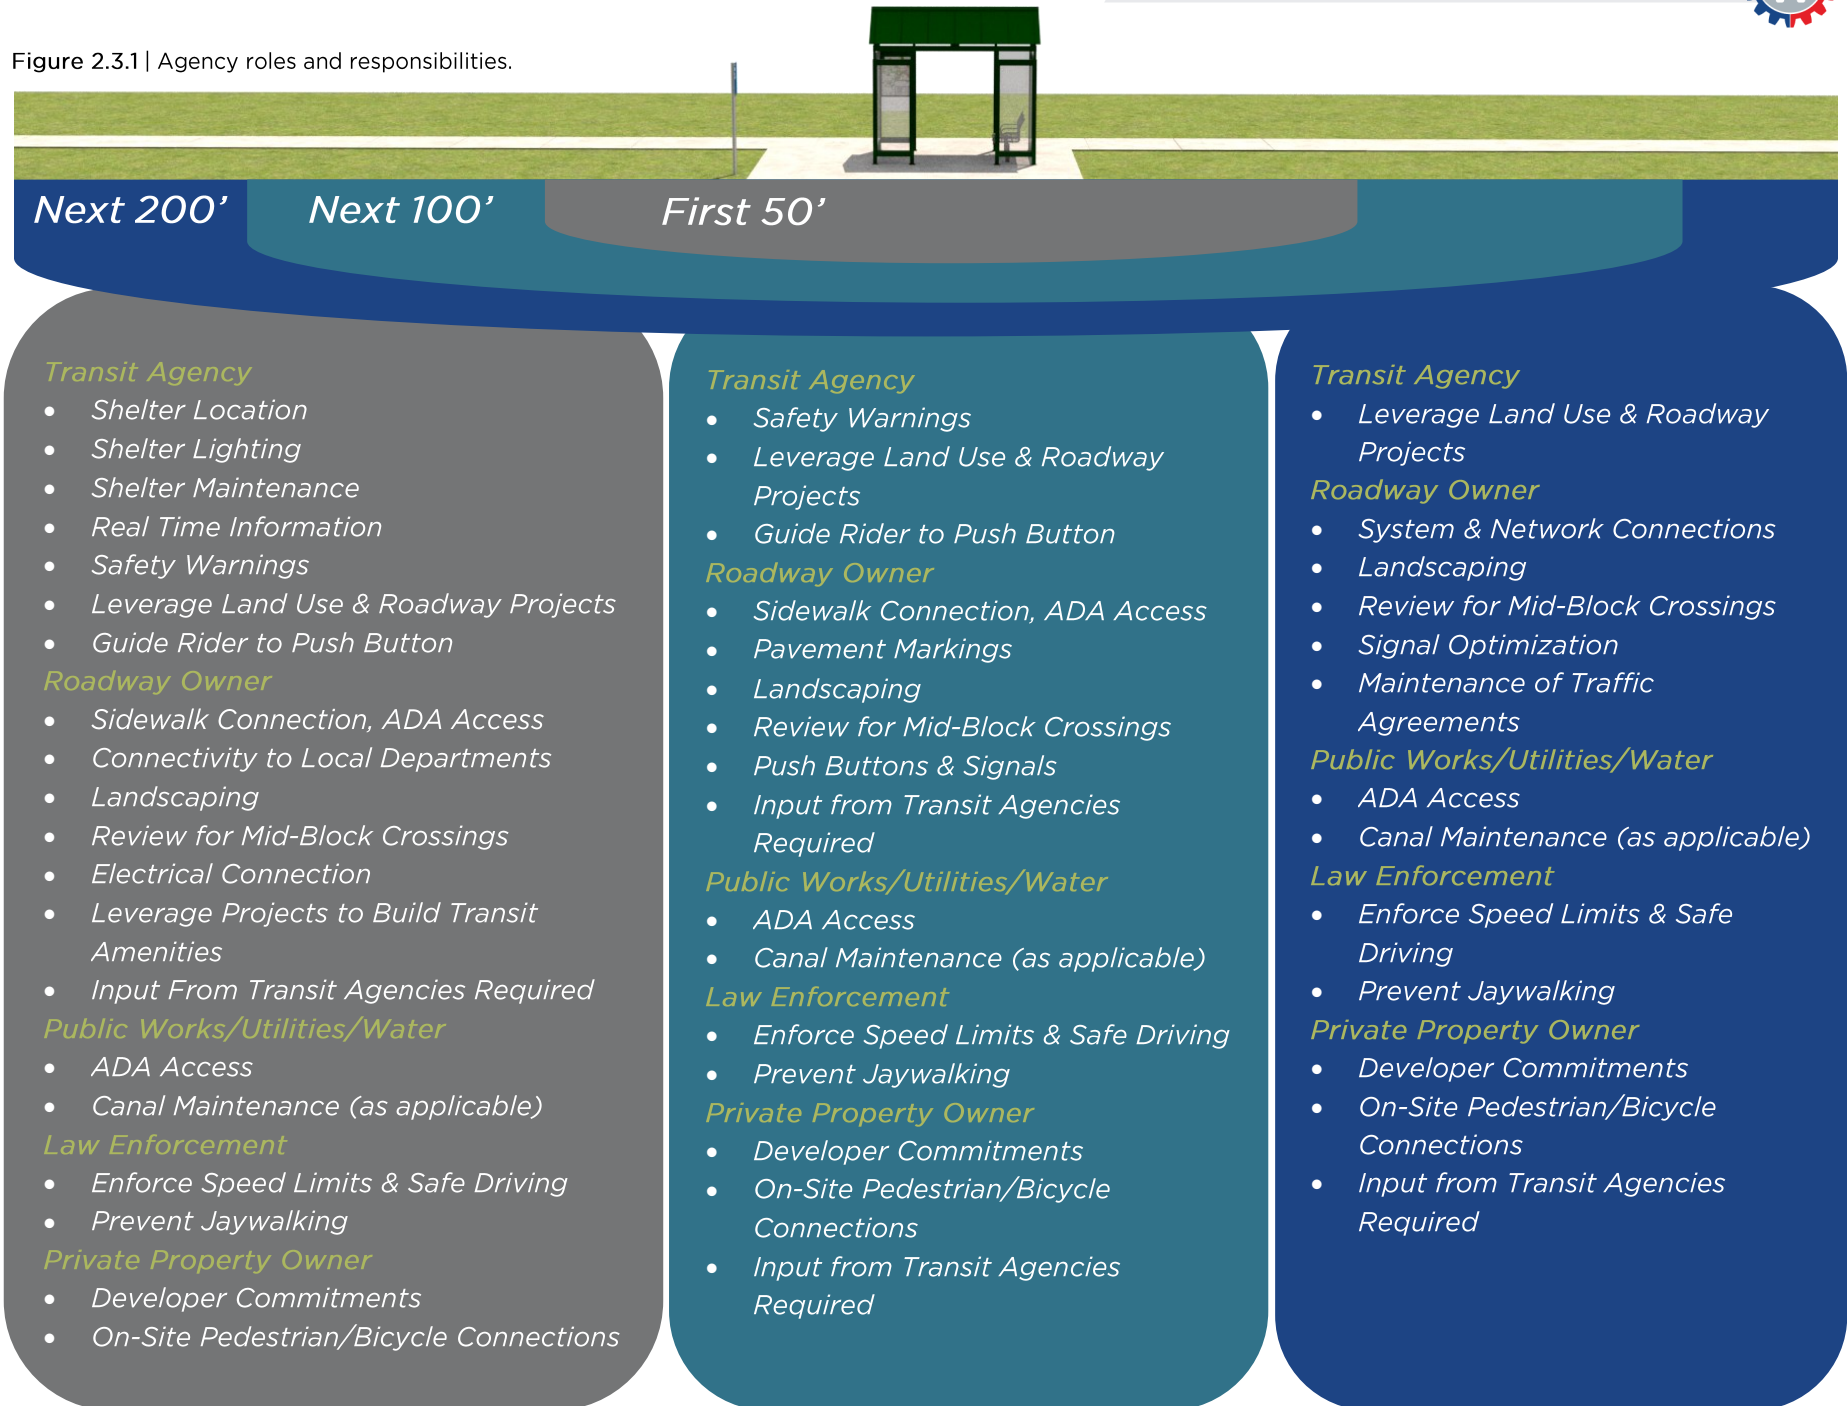 Figure 2.3.1 | Agency roles and responsibilities.
Next 200’
Next 100’
First 50’
Transit Agency
• Shelter Location
• Shelter Lighting
• Shelter Maintenance
• Real Time Information
• Safety Warnings
• Leverage Land Use & Roadway Projects
• Guide Rider to Push Button
Roadway Owner
• Sidewalk Connection, ADA Access
• Connectivity to Local Departments
• Landscaping
• Review for Mid-Block Crossings
• Electrical Connection
• Leverage Projects to Build Transit
Amenities
• Input From Transit Agencies Required
Public Works/Utilities/Water
• ADA Access
• Canal Maintenance (as applicable)
Law Enforcement
• Enforce Speed Limits & Safe Driving
• Prevent Jaywalking
Private Property Owner
• Developer Commitments
• On-Site Pedestrian/Bicycle Connections
Transit Agency
• Safety Warnings
• Leverage Land Use & Roadway
Projects
• Guide Rider to Push Button
Roadway Owner
• Sidewalk Connection, ADA Access
• Pavement Markings
• Landscaping
• Review for Mid-Block Crossings
• Push Buttons & Signals
• Input from Transit Agencies
Required
Public Works/Utilities/Water
• ADA Access
• Canal Maintenance (as applicable)
Law Enforcement
• Enforce Speed Limits & Safe Driving
• Prevent Jaywalking
Private Property Owner
• Developer Commitments
• On-Site Pedestrian/Bicycle
Connections
• Input from Transit Agencies
Required
Transit Agency
• Leverage Land Use & Roadway
Projects
Roadway Owner
• System & Network Connections
• Landscaping
• Review for Mid-Block Crossings
• Signal Optimization
• Maintenance of Traffic
Agreements
Public Works/Utilities/Water
• ADA Access
• Canal Maintenance (as applicable)
Law Enforcement
• Enforce Speed Limits & Safe
Driving
• Prevent Jaywalking
Private Property Owner
• Developer Commitments
• On-Site Pedestrian/Bicycle
Connections
• Input from Transit Agencies
Required